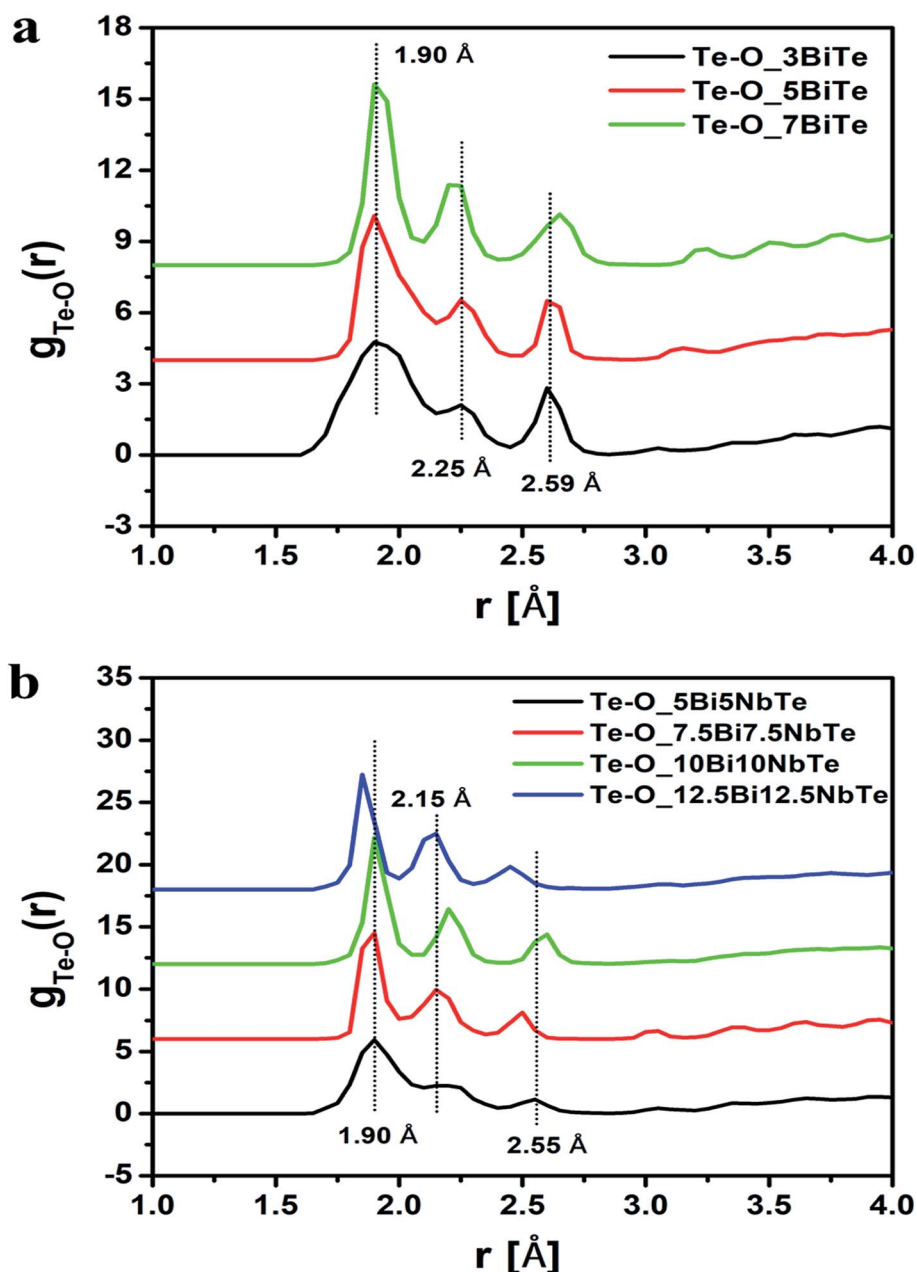 a
18
15
12
9
6
3
0
-3
g_Te-O(r)
1.90 Å
Te-O_3BiTe
Te-O_5BiTe
Te-O_7BiTe
2.25 Å
2.59 Å
1.0 1.5 2.0 2.5 3.0 3.5 4.0
r [Å]
b
35
30
25
20
15
10
5
0
-5
g_Te-O(r)
Te-O_5Bi5NbTe
Te-O_7.5Bi7.5NbTe
Te-O_10Bi10NbTe
Te-O_12.5Bi12.5NbTe
2.15 Å
1.90 Å
2.55 Å
1.0 1.5 2.0 2.5 3.0 3.5 4.0
r [Å]